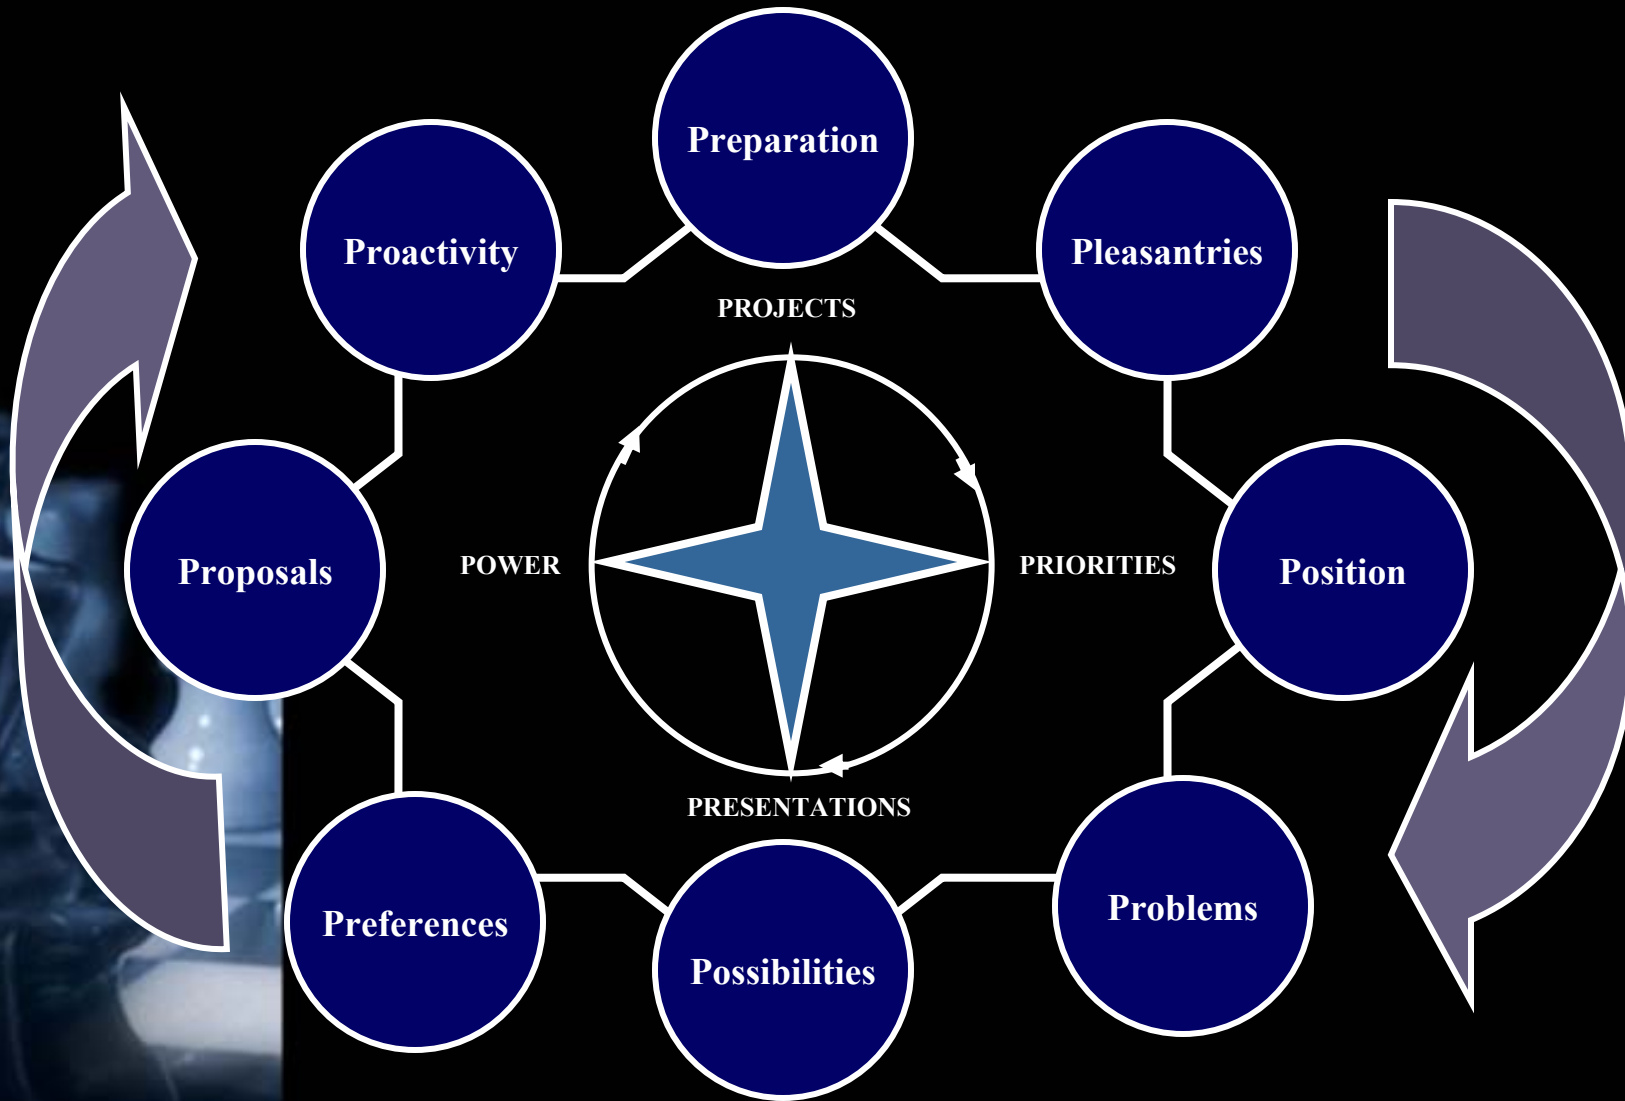 Preparation
Proactivity
Pleasantries
PROJECTS
POWER
PRIORITIES
Proposals
Position
PRESENTATIONS
Preferences
Problems
Possibilities